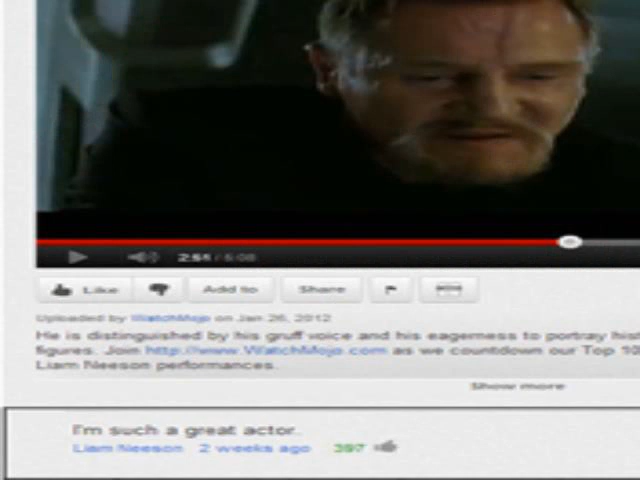 2:51 / 5:08
Like
Add to
Share
Uploaded by WatchMojo on Jan 26, 2012
He is distinguished by his gruff voice and his eagerness to portray hist
figures. Join http://www.WatchMojo.com as we countdown our Top 10
Liam Neeson performances.
Show more
I'm such a great actor.
Liam Neeson 2 weeks ago 397